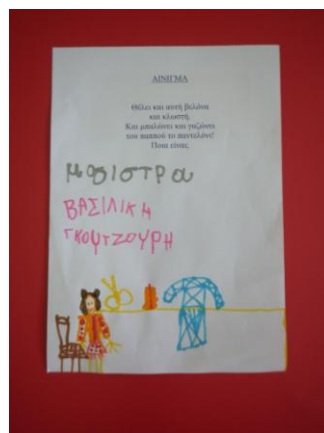 ΑΙΝΙΓΜΑ
Θέλει και αυτή βελόνα
και κλωστή.
Και μπαλώνει και γαζώνει
του παππού το παντελόνι!
Ποια είναι;
μοδιστρα
ΒΑΣΙΛΙΚΗ
ΓΚΟΥΤΖΟΥΡΗ